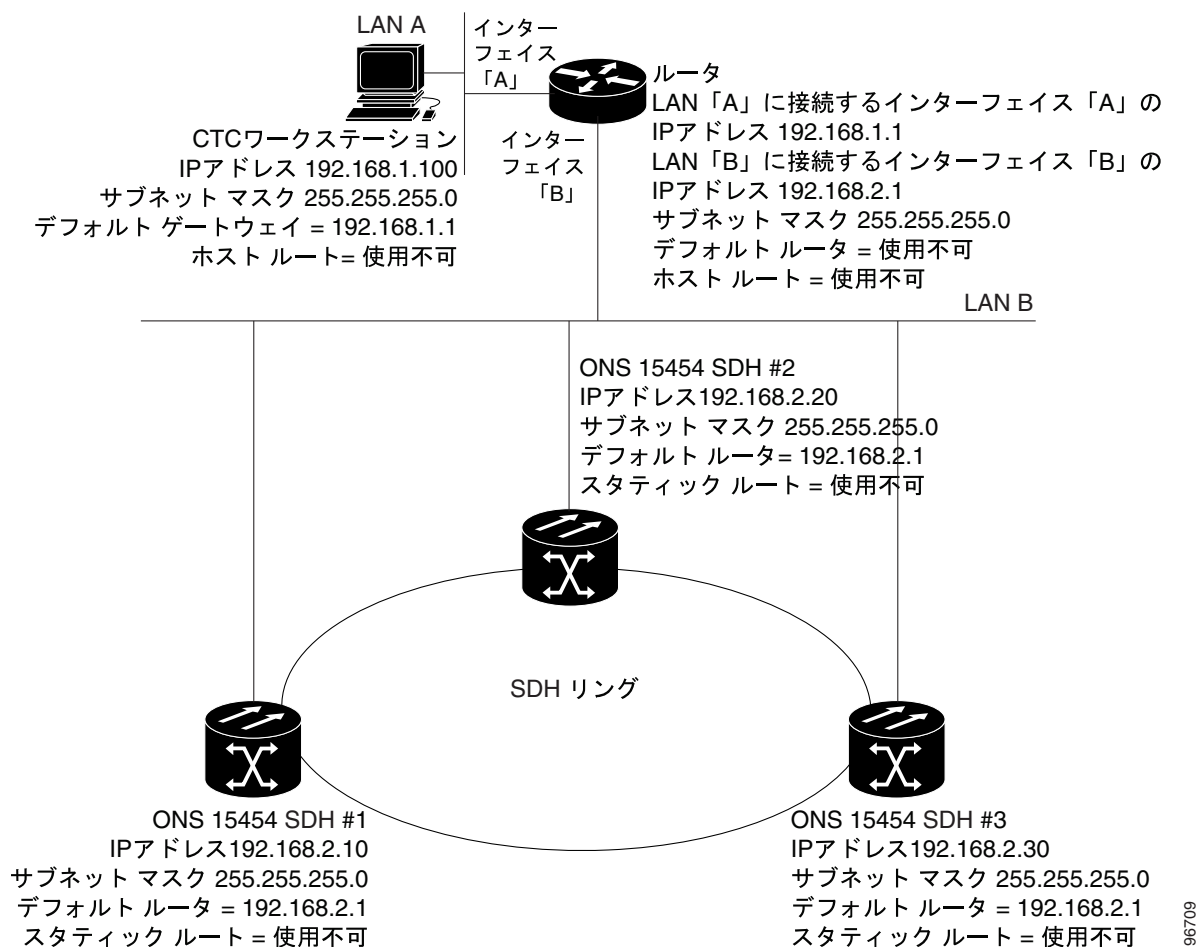 LAN A
インター
フェイス
「A」
CTCワークステーション
IPアドレス 192.168.1.100
サブネット マスク 255.255.255.0
デフォルト ゲートウェイ = 192.168.1.1
ホスト ルート= 使用不可
インター
フェイス
「B」
ルータ
LAN「A」に接続するインターフェイス「A」の
IPアドレス 192.168.1.1
LAN「B」に接続するインターフェイス「B」の
IPアドレス 192.168.2.1
サブネット マスク 255.255.255.0
デフォルト ルータ = 使用不可
ホスト ルート = 使用不可
LAN B
ONS 15454 SDH #2
IPアドレス192.168.2.20
サブネット マスク 255.255.255.0
デフォルト ルータ= 192.168.2.1
スタティック ルート = 使用不可
SDH リング
ONS 15454 SDH #1
IPアドレス192.168.2.10
サブネット マスク 255.255.255.0
デフォルト ルータ = 192.168.2.1
スタティック ルート = 使用不可
ONS 15454 SDH #3
IPアドレス192.168.2.30
サブネット マスク 255.255.255.0
デフォルト ルータ = 192.168.2.1
スタティック ルート = 使用不可
96709